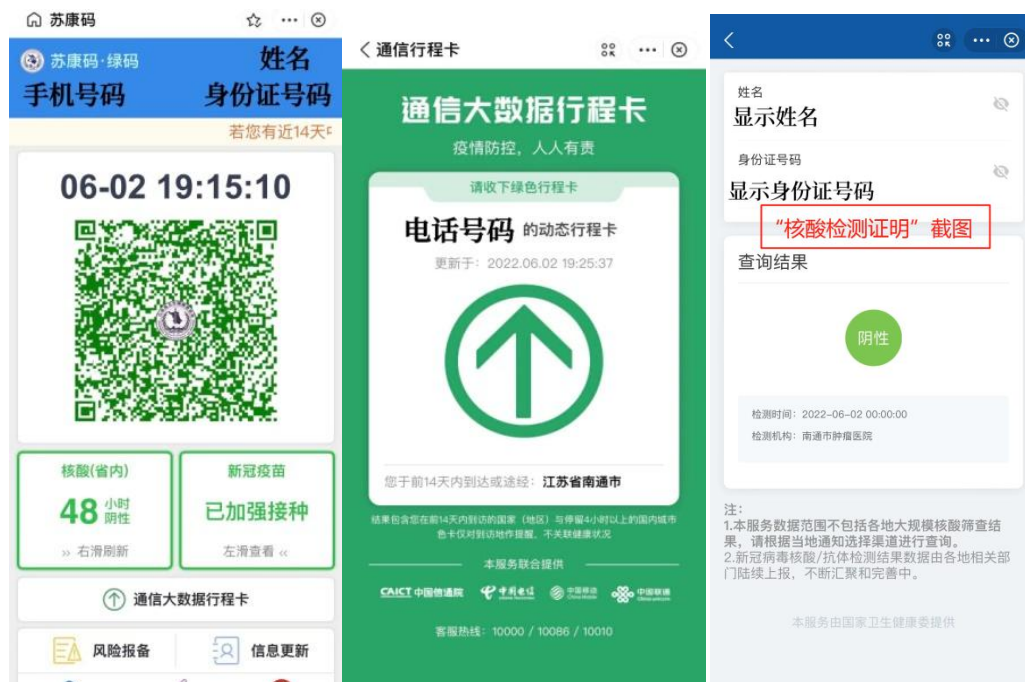 苏康码
苏康码·绿码
姓名
手机号码
身份证号码
若您有近14天
06-02 19:15:10
核酸(省内)
48小时阴性
» 右滑刷新
新冠疫苗
已加强接种
左滑查看 «
通信大数据行程卡
风险报备
信息更新
通信行程卡
通信大数据行程卡
疫情防控，人人有责
请收下绿色行程卡
电话号码 的动态行程卡
更新于：2022.06.02 19:25:37
您于前14天内到达或途经：江苏省南通市
结果包含您在前14天内到访的国家（地区）与停留4小时以上的国内城市
色卡仅对到访地作提醒、不关联健康状况
本服务联合提供
CAICT 中国信通院 中国电信 中国移动 中国联通
客服热线：10000 / 10086 / 10010
姓名
显示姓名
身份证号码
显示身份证号码
“核酸检测证明”截图
查询结果
阴性
检测时间：2022-06-02 00:00:00
检测机构：南通市肿瘤医院
注：
1.本服务数据范围不包括各地大规模核酸筛查结
果，请根据当地通知选择渠道进行查询。
2.新冠病毒核酸/抗体检测结果数据由各地相关部
门陆续上报，不断汇聚和完善中。
本服务由国家卫生健康委提供